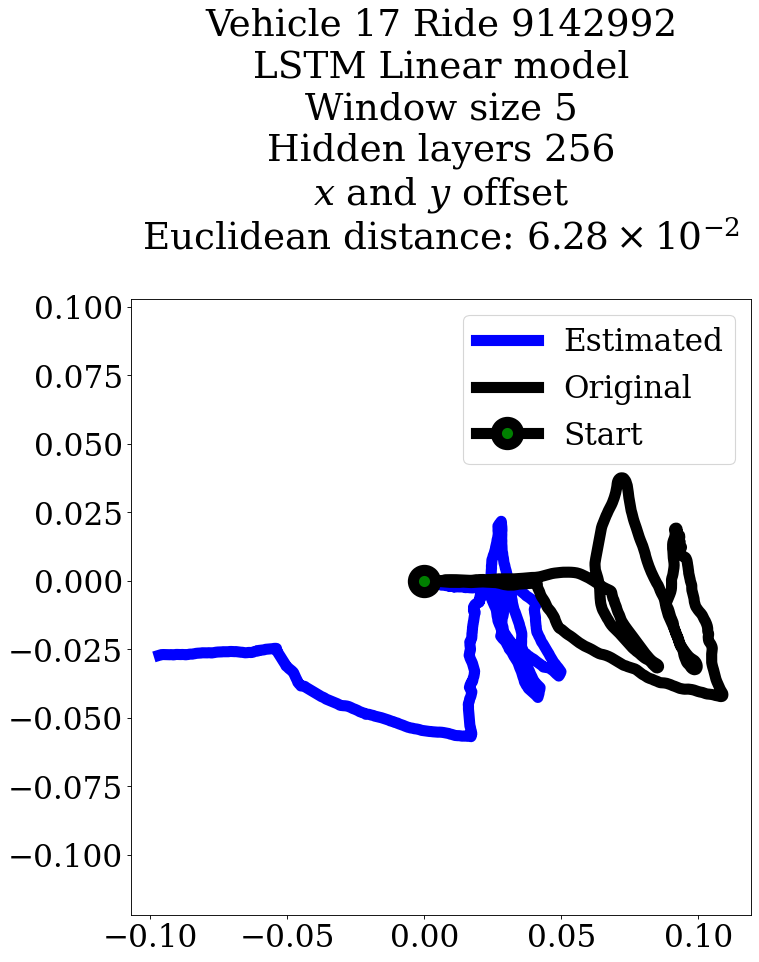 Vehicle 17 Ride 9142992
LSTM Linear model
Window size 5
Hidden layers 256
x and y offset
Euclidean distance: 6.28 × 10⁻²
0.100
0.075
0.050
0.025
0.000
−0.025
−0.050
−0.075
−0.100
Estimated
Original
Start
−0.10
−0.05
0.00
0.05
0.10